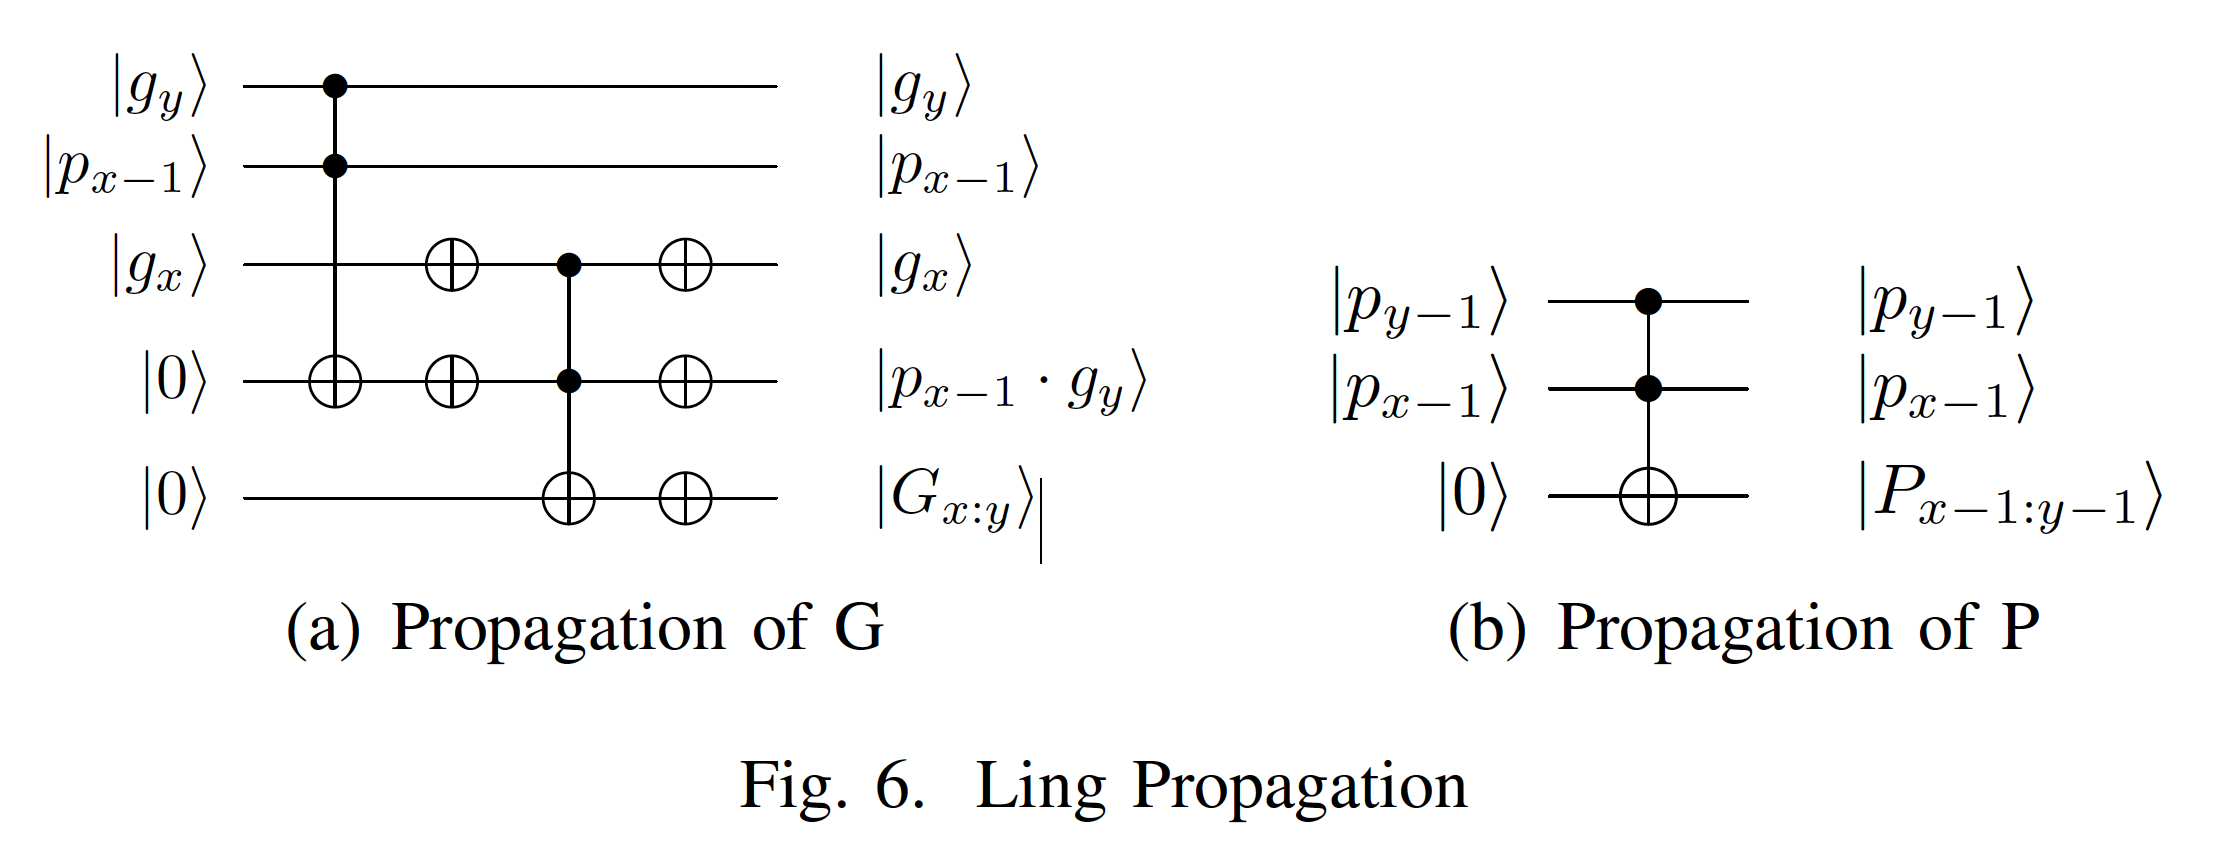 |g_y⟩ |g_y⟩
|p_{x−1}⟩ |p_{x−1}⟩
|g_x⟩ |g_x⟩
|0⟩ |p_{x−1} · g_y⟩
|0⟩ |G_{x:y}⟩
(a) Propagation of G
|p_{y−1}⟩ |p_{y−1}⟩
|p_{x−1}⟩ |p_{x−1}⟩
|0⟩ |P_{x−1:y−1}⟩
(b) Propagation of P
Fig. 6. Ling Propagation